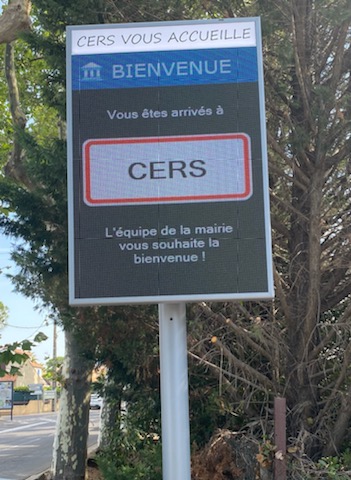 CERS VOUS ACCUEILLE
BIENVENUE
Vous êtes arrivés à
CERS
L'équipe de la mairie
vous souhaite la
bienvenue !